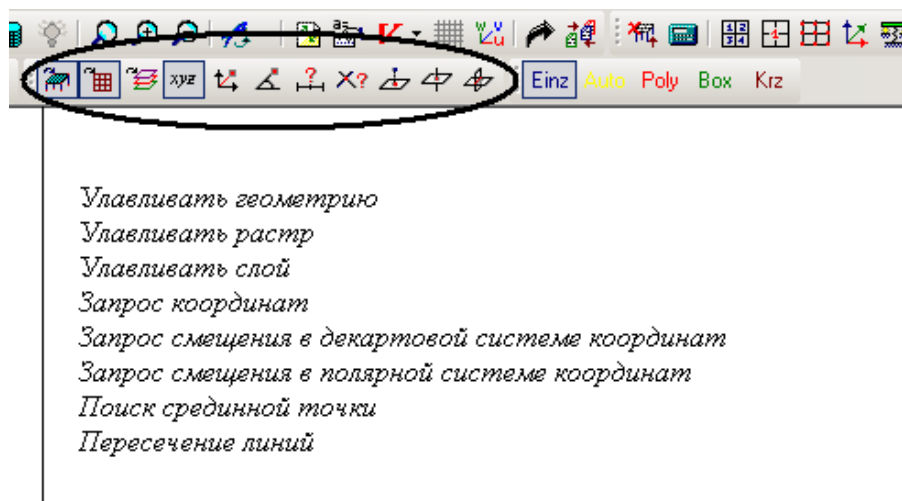 xyz ? X?
Einz Auto Poly Box Krz
Улавливать геометрию
Улавливать растр
Улавливать слой
Запрос координат
Запрос смещения в декартовой системе координат
Запрос смещения в полярной системе координат
Поиск срединной точки
Пересечение линий